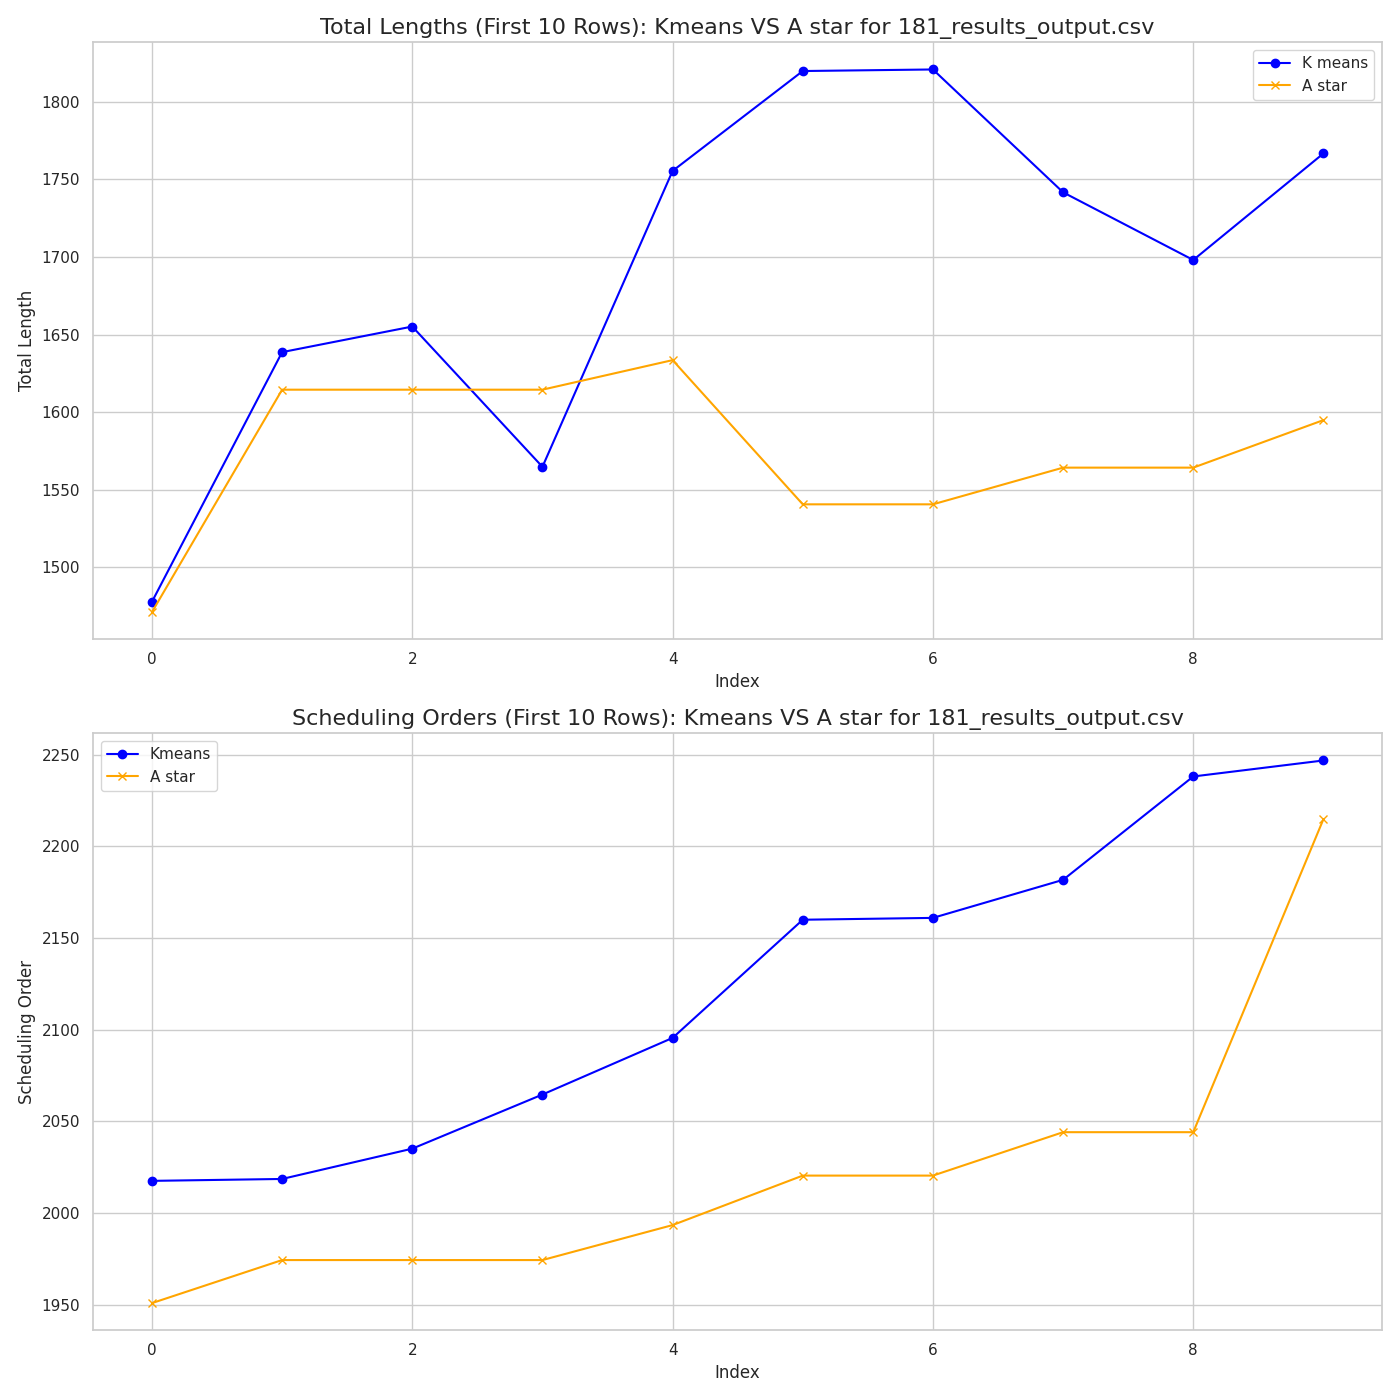 Total Lengths (First 10 Rows): Kmeans VS A star for 181_results_output.csv
K means
A star
1800
1750
1700
1650
1600
1550
1500
Total Length
0 2 4 6 8
Index
Scheduling Orders (First 10 Rows): Kmeans VS A star for 181_results_output.csv
Kmeans
A star
2250
2200
2150
2100
2050
2000
1950
Scheduling Order
0 2 4 6 8
Index